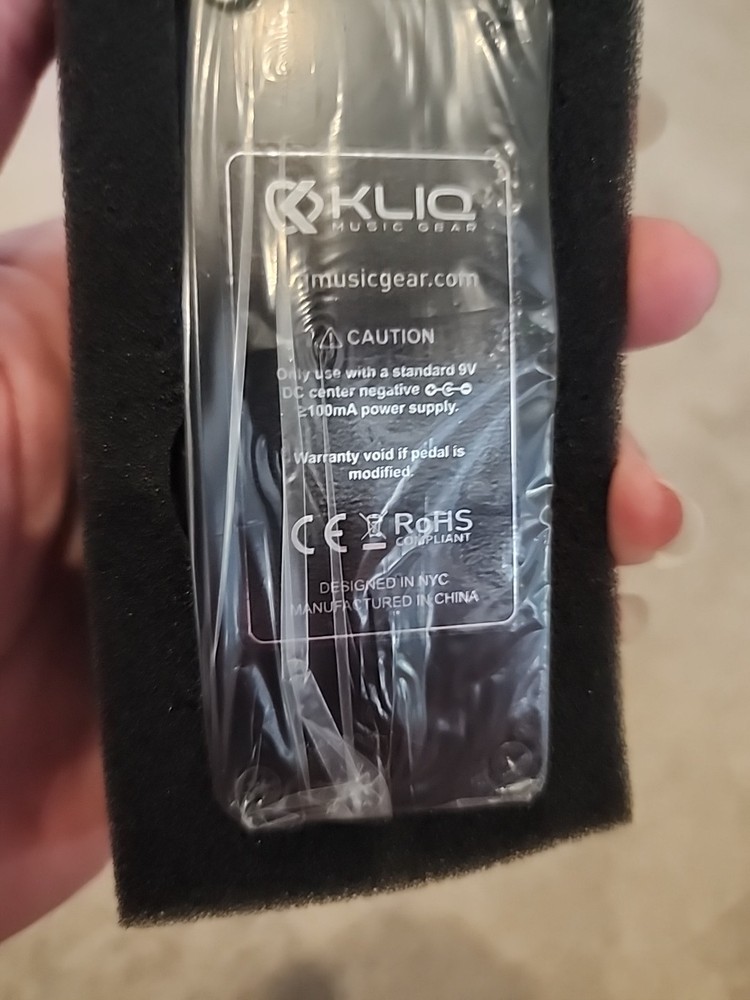 KLIQ
MUSIC GEAR
musicgear.com
CAUTION
Only use with a standard 9V
DC center negative
≥100mA power supply.
Warranty void if pedal is
modified.
CE RoHS
COMPLIANT
DESIGNED IN NYC
MANUFACTURED IN CHINA